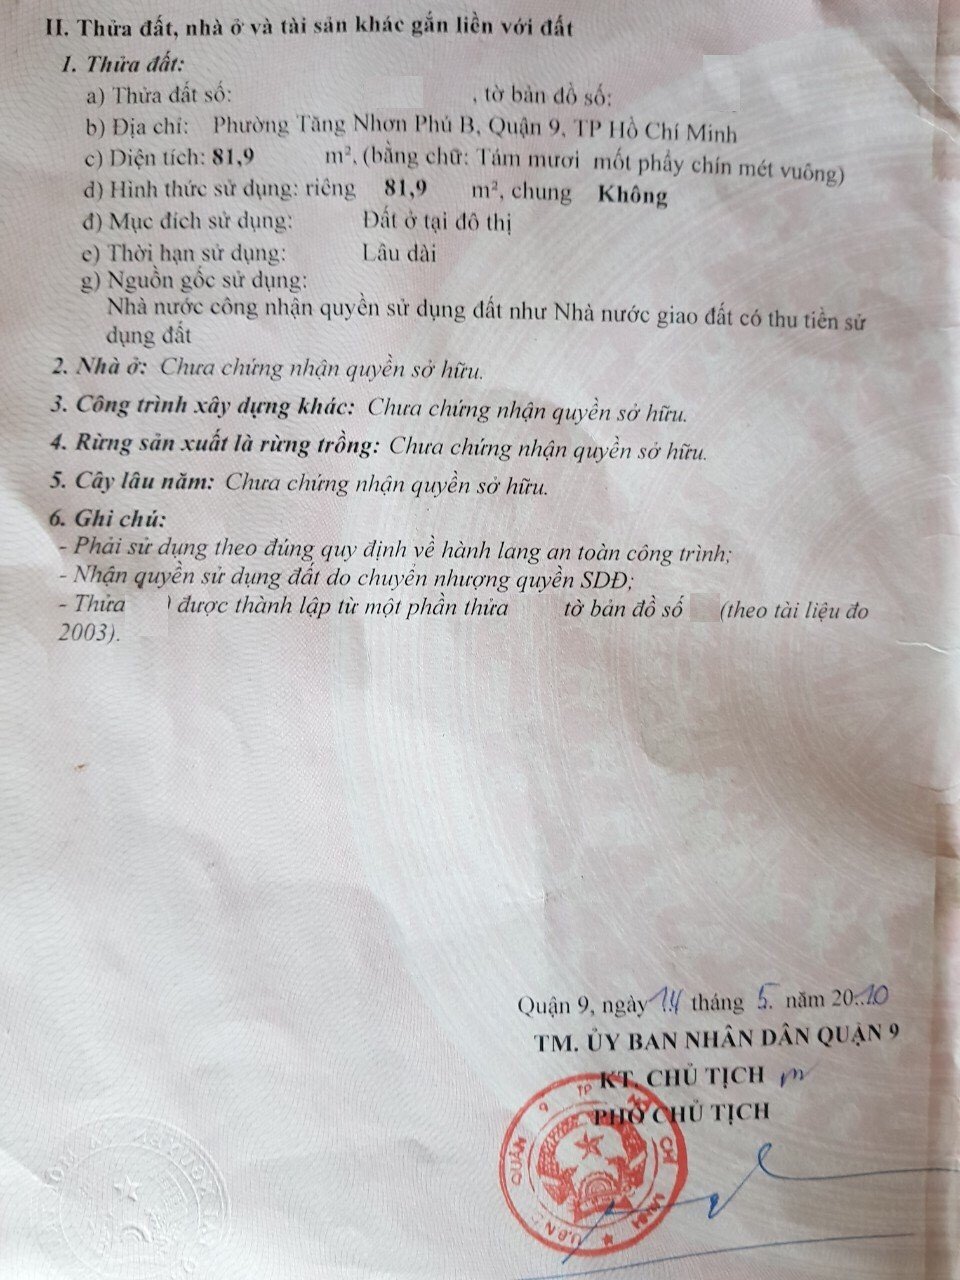 II. Thửa đất, nhà ở và tài sản khác gắn liền với đất
1. Thửa đất:
a) Thửa đất số: , tờ bản đồ số:
b) Địa chỉ: Phường Tăng Nhơn Phú B, Quận 9, TP Hồ Chí Minh
c) Diện tích: 81,9 m², (bằng chữ: Tám mươi mốt phẩy chín mét vuông)
d) Hình thức sử dụng: riêng 81,9 m², chung Không
đ) Mục đích sử dụng: Đất ở tại đô thị
e) Thời hạn sử dụng: Lâu dài
g) Nguồn gốc sử dụng:
Nhà nước công nhận quyền sử dụng đất như Nhà nước giao đất có thu tiền sử
dụng đất
2. Nhà ở: Chưa chứng nhận quyền sở hữu.
3. Công trình xây dựng khác: Chưa chứng nhận quyền sở hữu.
4. Rừng sản xuất là rừng trồng: Chưa chứng nhận quyền sở hữu.
5. Cây lâu năm: Chưa chứng nhận quyền sở hữu.
6. Ghi chú:
- Phải sử dụng theo đúng quy định về hành lang an toàn công trình;
- Nhận quyền sử dụng đất do chuyển nhượng quyền SDĐ;
- Thửa được thành lập từ một phần thửa tờ bản đồ số (theo tài liệu đo
2003).
Quận 9, ngày 14 tháng 5. năm 20.10
TM. ỦY BAN NHÂN DÂN QUẬN 9
KT. CHỦ TỊCH
PHÓ CHỦ TỊCH
QUẬN 9 TP